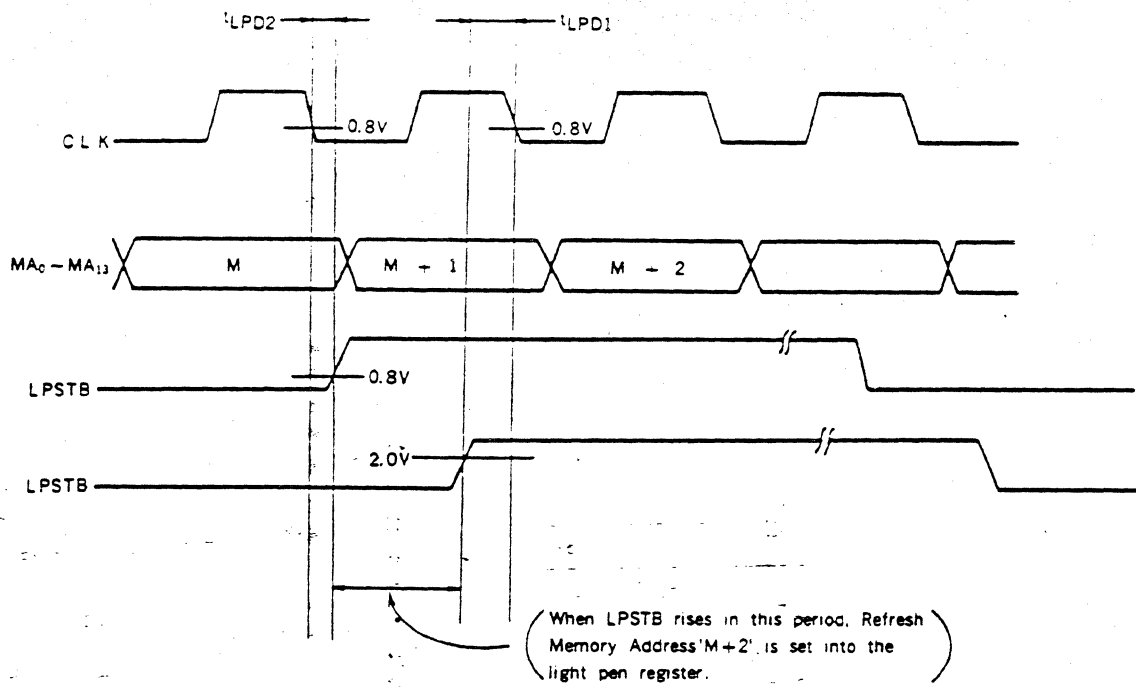 tLPD2 tLPD1
CLK 0.8V 0.8V
MA0~MA13 M M + 1 M + 2
LPSTB 0.8V
LPSTB 2.0V
(When LPSTB rises in this period, Refresh
Memory Address'M+2' is set into the
light pen register.)